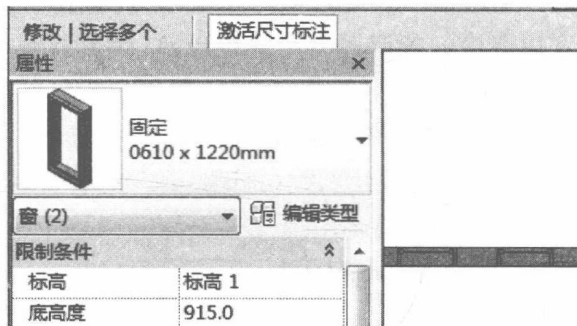 修改 | 选择多个 激活尺寸标注
属性
固定
0610 x 1220mm
窗 (2) 编辑类型
限制条件
标高 标高 1
底高度 915.0